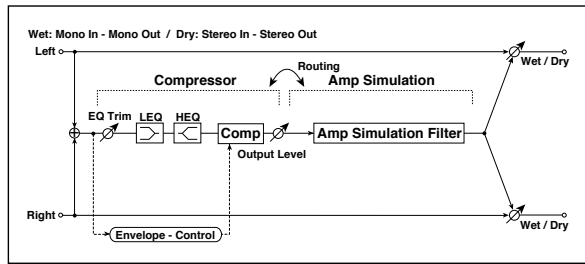 Wet: Mono In - Mono Out / Dry: Stereo In - Stereo Out
Left
Wet / Dry
Routing
Compressor
Amp Simulation
EQ Trim
LEQ
HEQ
Comp
Output Level
Amp Simulation Filter
Right
Envelope - Control
Wet / Dry